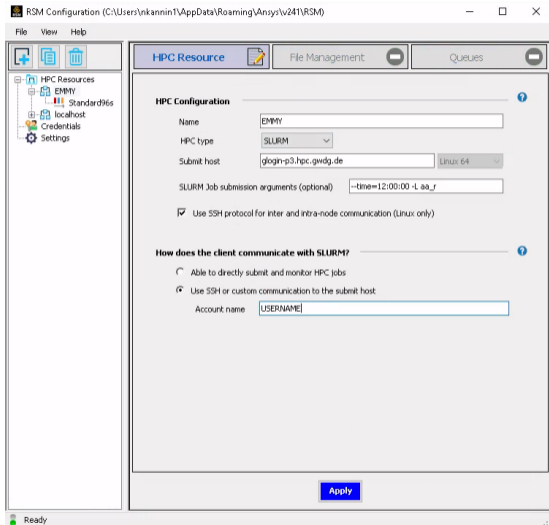 RSM Configuration (C:\Users\nkannin1\AppData\Roaming\Ansys\v241\RSM)
File View Help
HPC Resources
EMMY
Standard96s
localhost
Credentials
Settings
HPC Resource File Management Queues
HPC Configuration
Name EMMY
HPC type SLURM
Submit host glogin-p3.hpc.gwdg.de Linux 64
SLURM Job submission arguments (optional) --time=12:00:00 -L aa_r
Use SSH protocol for inter and intra-node communication (Linux only)
How does the client communicate with SLURM?
Able to directly submit and monitor HPC jobs
Use SSH or custom communication to the submit host
Account name USERNAME
Apply
Ready